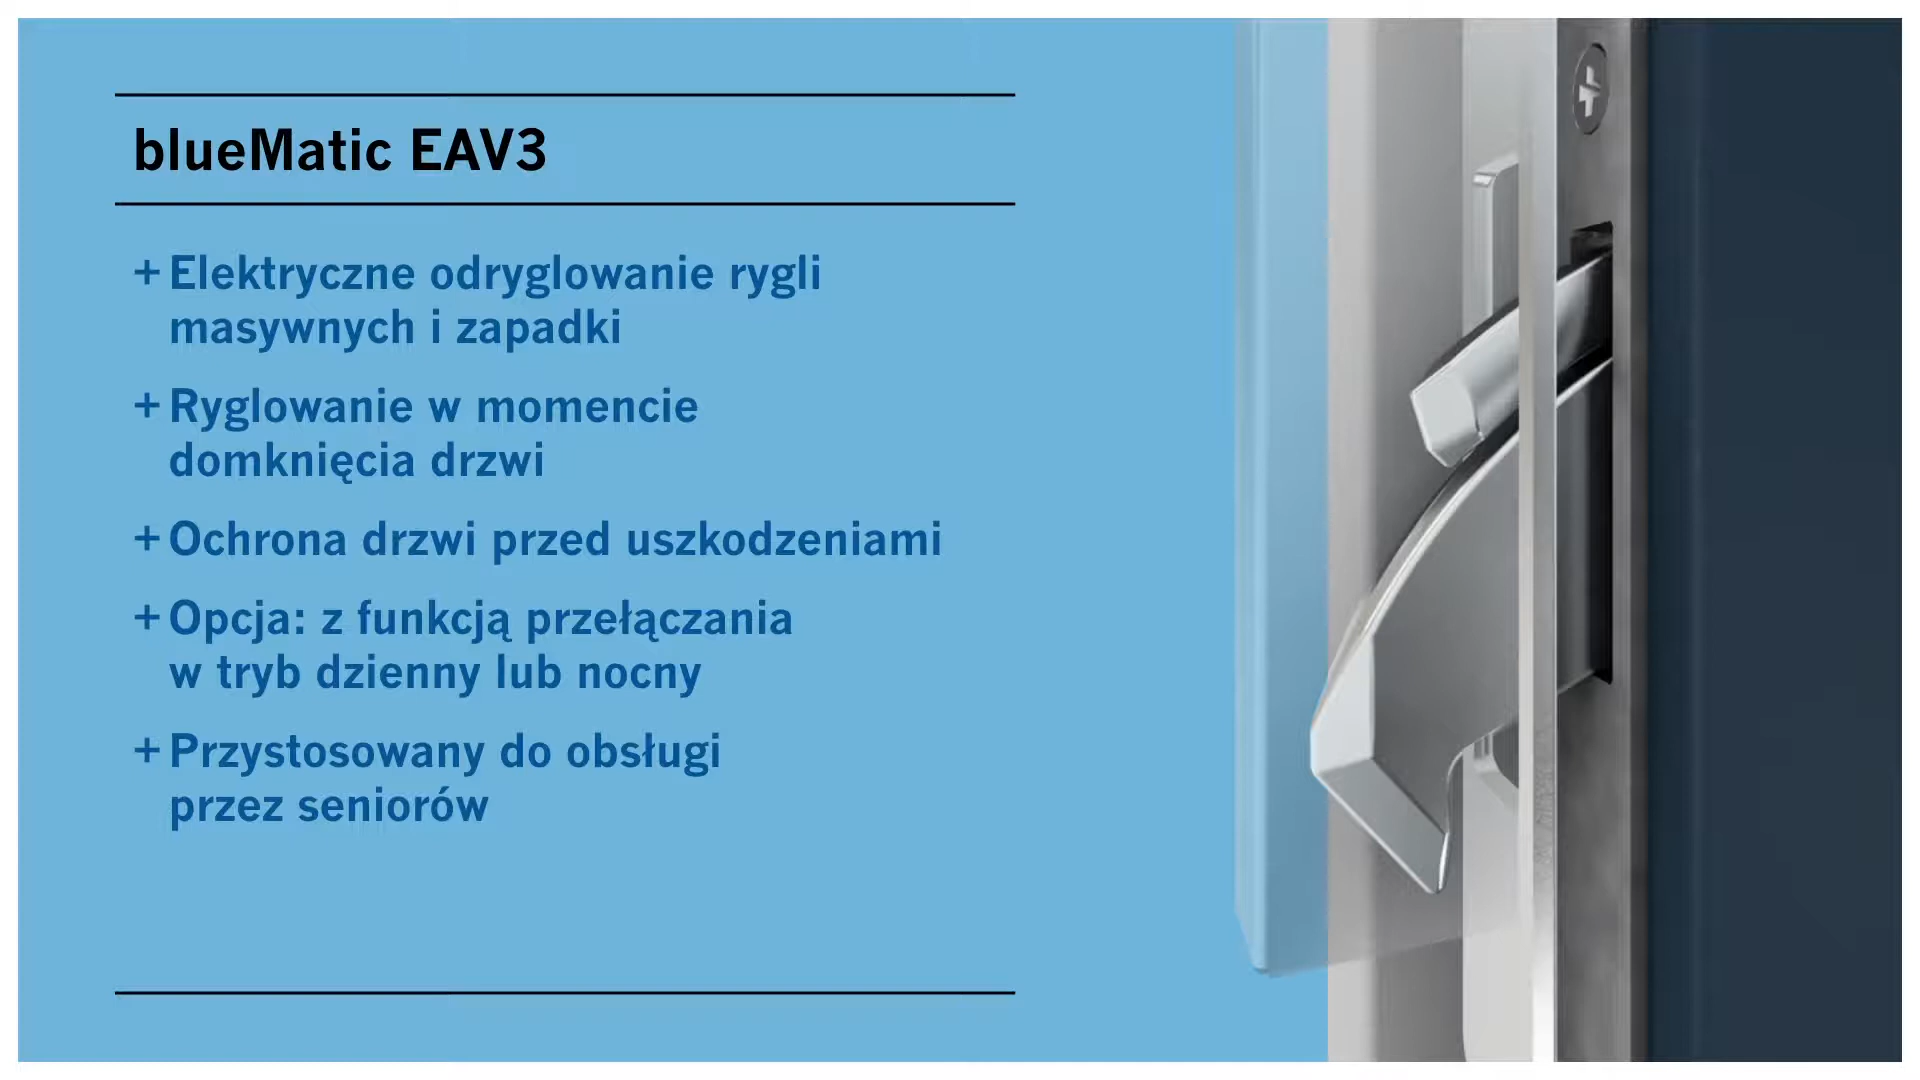 blueMatic EAV3
+ Elektryczne odryglowanie rygli
masywnych i zapadki
+ Ryglowanie w momencie
domknięcia drzwi
+ Ochrona drzwi przed uszkodzeniami
+ Opcja: z funkcją przełączania
w tryb dzienny lub nocny
+ Przystosowany do obsługi
przez seniorów